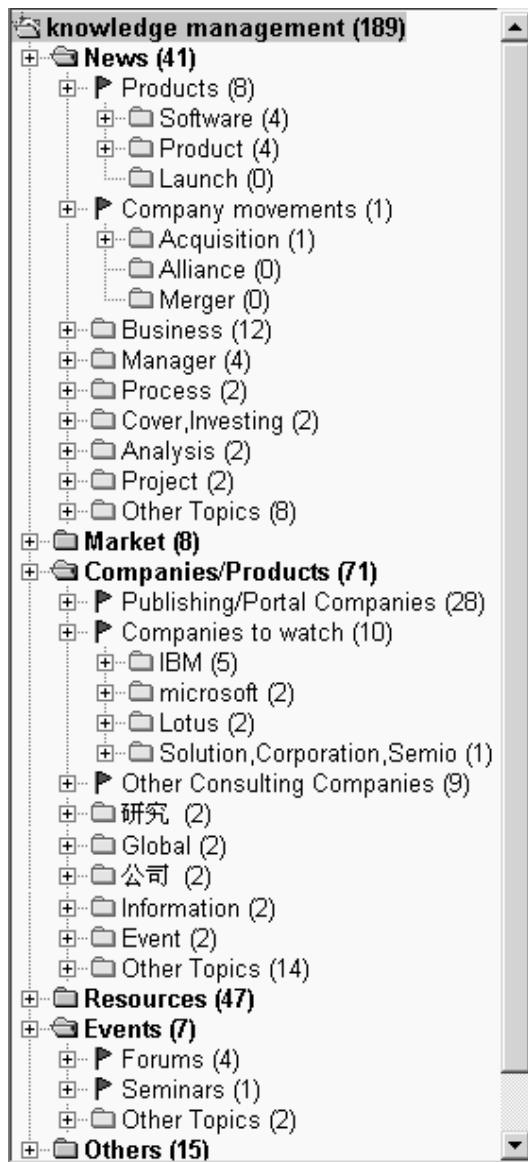 knowledge management (189)
News (41)
Products (8)
Software (4)
Product (4)
Launch (0)
Company movements (1)
Acquisition (1)
Alliance (0)
Merger (0)
Business (12)
Manager (4)
Process (2)
Cover,Investing (2)
Analysis (2)
Project (2)
Other Topics (8)
Market (8)
Companies/Products (71)
Publishing/Portal Companies (28)
Companies to watch (10)
IBM (5)
microsoft (2)
Lotus (2)
Solution,Corporation,Semio (1)
Other Consulting Companies (9)
研究 (2)
Global (2)
公司 (2)
Information (2)
Event (2)
Other Topics (14)
Resources (47)
Events (7)
Forums (4)
Seminars (1)
Other Topics (2)
Others (15)